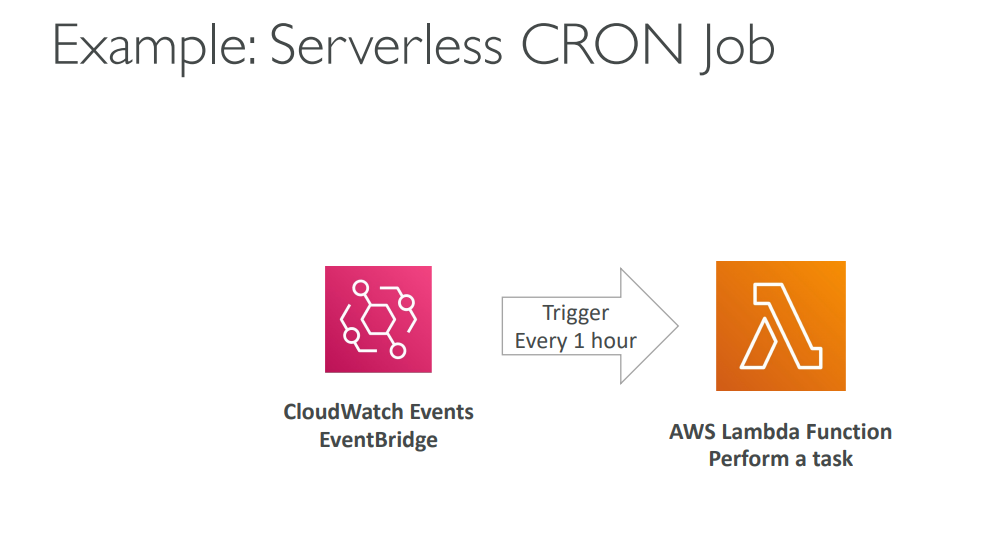 Example: Serverless CRON Job
Trigger
Every 1 hour
CloudWatch Events
EventBridge
AWS Lambda Function
Perform a task